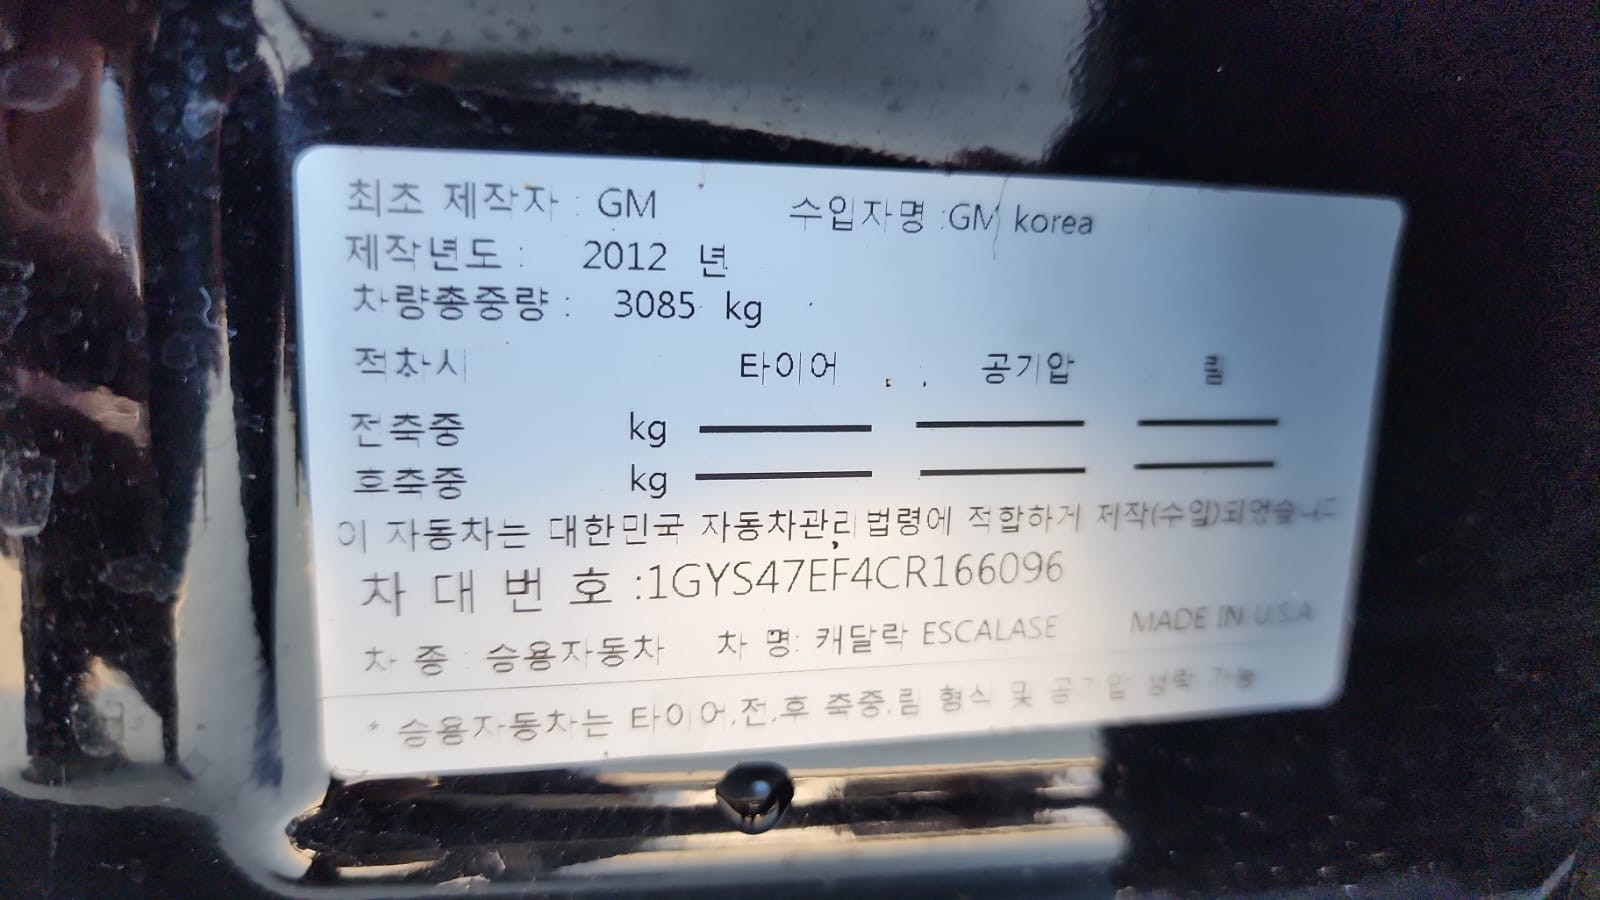 최초 제작자 : GM 수입자명 :GM korea
제작년도 : 2012 년
차량총중량 : 3085 kg
적차시 타이어 . , 공기압 림
전축중 kg
후축중 kg
이 자동차는 대한민국 자동차관리법령에 적합하게 제작(수입)되었습니다
차 대 번 호 :1GYS47EF4CR166096
차 종 : 승용자동차 차 명: 캐달락 ESCALASE MADE IN U.S.A
* 승용자동차는 타이어,전,후 축중,림 형식 및 공기압 생략 가능